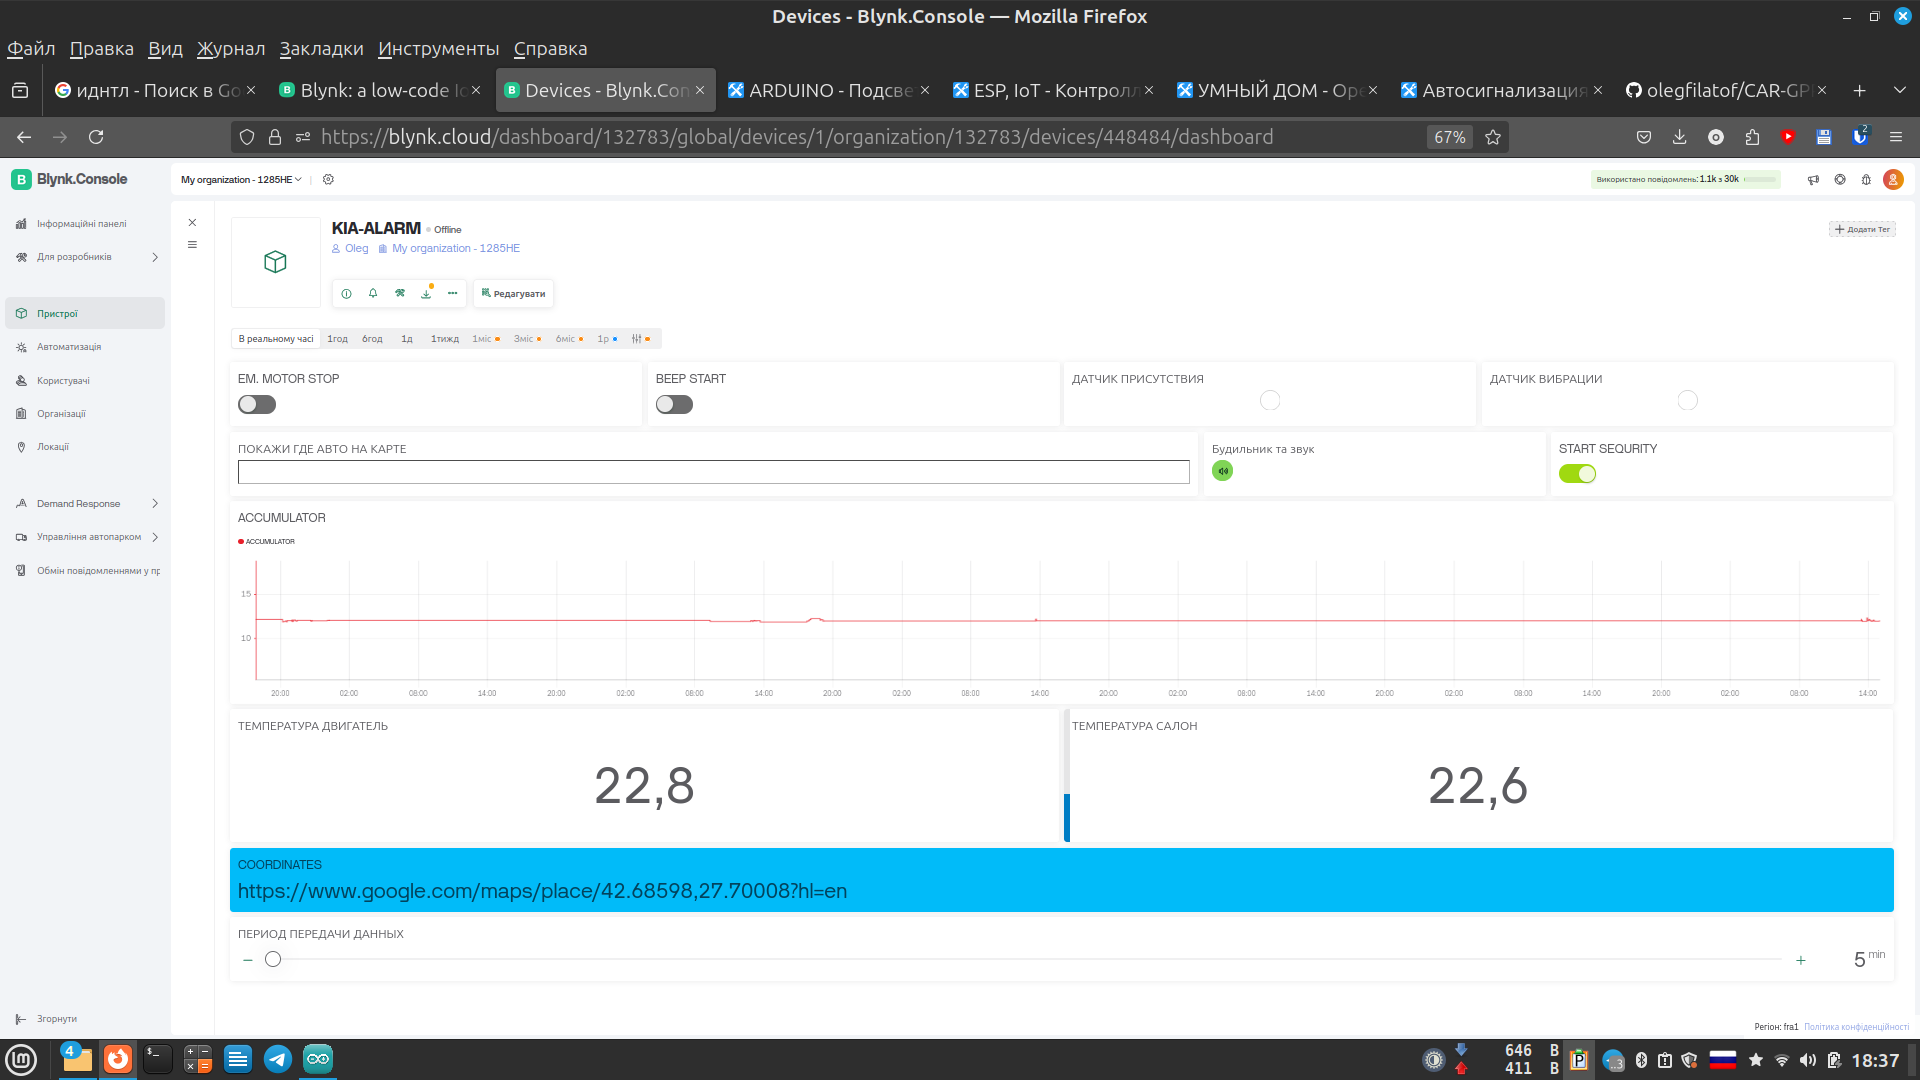 Devices - Blynk.Console — Mozilla Firefox
Файл Правка Вид Журнал Закладки Инструменты Справка
иднтл - Поиск в Go
Blynk: a low-code Io
Devices - Blynk.Con
ARDUINO - Подсве
ESP, IoT - Контролл
УМНЫЙ ДОМ - Оре
Автосигнализация
olegfilatof/CAR-GP
https://blynk.cloud/dashboard/132783/global/devices/1/organization/132783/devices/448484/dashboard
67%
2
B Blynk.Console
My organization - 1285HE
Використано повідомлень: 1.1k з 30k
Інформаційні панелі
Для розробників
Пристрої
Автоматизація
Користувачі
Організації
Локації
Demand Response
Управління автопарком
Обмін повідомленнями у пр
Згорнути
KIA-ALARM Offline
Oleg My organization - 1285HE
Додати Тег
Редагувати
В реальному часі 1год 6год 1д 1тижд 1міс 3міс 6міс 1р
EM. MOTOR STOP
BEEP START
ДАТЧИК ПРИСУТСТВИЯ
ДАТЧИК ВИБРАЦИИ
ПОКАЖИ ГДЕ АВТО НА КАРТЕ
Будильник та звук
START SEQURITY
ACCUMULATOR
ACCUMULATOR
15
10
20:00 02:00 08:00 14:00 20:00 02:00 08:00 14:00 20:00 02:00 08:00 14:00 20:00 02:00 08:00 14:00 20:00 02:00 08:00 14:00 20:00 02:00 08:00 14:00
ТЕМПЕРАТУРА ДВИГАТЕЛЬ
22,8
ТЕМПЕРАТУРА САЛОН
22,6
COORDINATES
https://www.google.com/maps/place/42.68598,27.70008?hl=en
ПЕРИОД ПЕРЕДАЧИ ДАННЫХ
5 min
Регіон: fra1 Політика конфіденційності
4
646 B
411 B
18:37